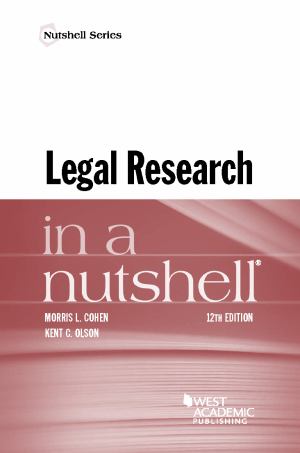 Nutshell Series
Legal Research
in a
nutshell®
MORRIS L. COHEN
KENT C. OLSON
12TH EDITION
WEST
ACADEMIC
PUBLISHING